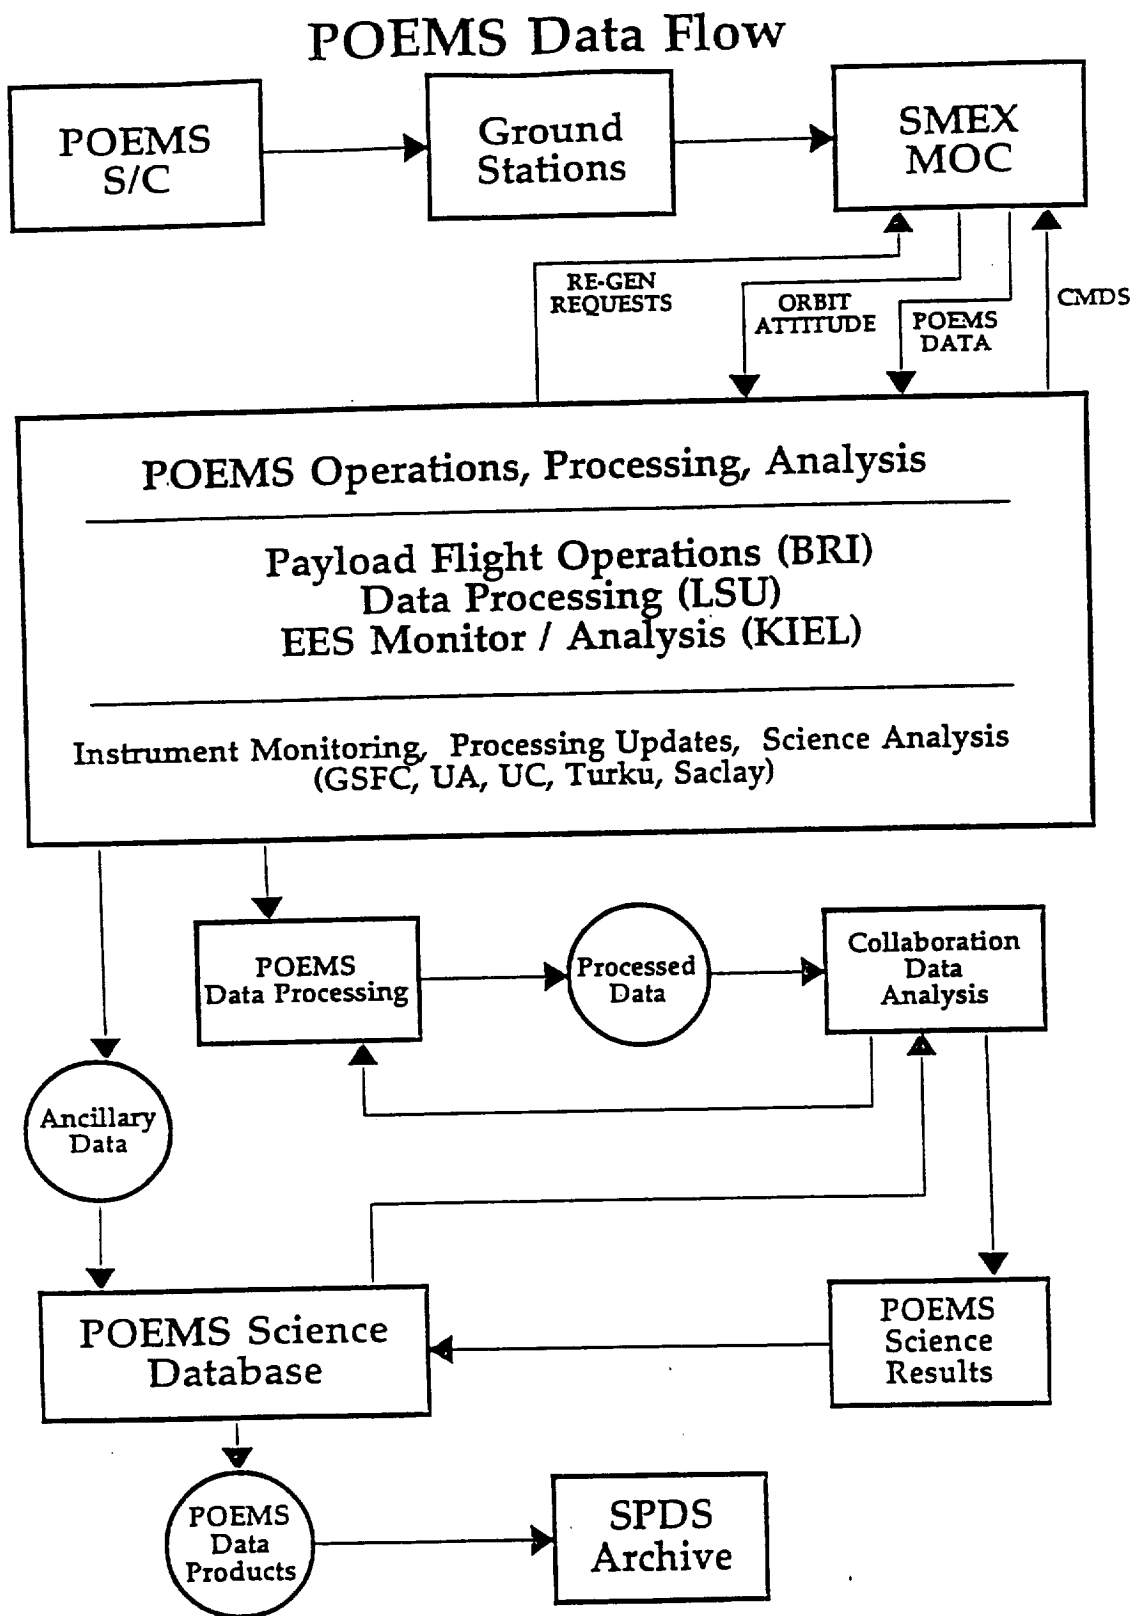 POEMS Data Flow
POEMS
S/C
Ground
Stations
SMEX
MOC
RE-GEN
REQUESTS
ORBIT
ATTITUDE
POEMS
DATA
CMDS
POEMS Operations, Processing, Analysis
Payload Flight Operations (BRI)
Data Processing (LSU)
EES Monitor / Analysis (KIEL)
Instrument Monitoring, Processing Updates, Science Analysis
(GSFC, UA, UC, Turku, Saclay)
POEMS
Data Processing
Processed
Data
Collaboration
Data
Analysis
Ancillary
Data
POEMS Science
Database
POEMS
Science
Results
POEMS
Data
Products
SPDS
Archive